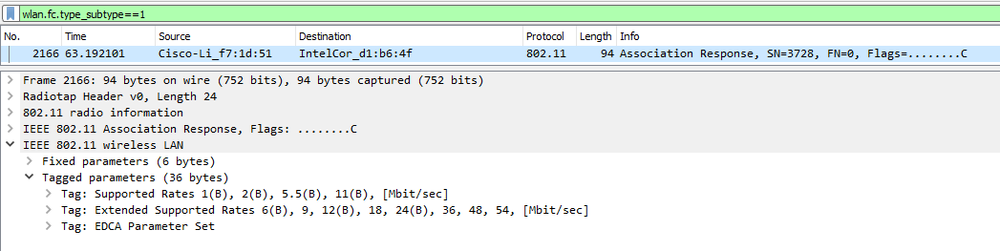 wlan.fc.type_subtype==1
No. Time Source Destination Protocol Length Info
2166 63.192101 Cisco-Li_f7:1d:51 IntelCor_d1:b6:4f 802.11 94 Association Response, SN=3728, FN=0, Flags=........C
Frame 2166: 94 bytes on wire (752 bits), 94 bytes captured (752 bits)
Radiotap Header v0, Length 24
802.11 radio information
IEEE 802.11 Association Response, Flags: ........C
IEEE 802.11 wireless LAN
Fixed parameters (6 bytes)
Tagged parameters (36 bytes)
Tag: Supported Rates 1(B), 2(B), 5.5(B), 11(B), [Mbit/sec]
Tag: Extended Supported Rates 6(B), 9, 12(B), 18, 24(B), 36, 48, 54, [Mbit/sec]
Tag: EDCA Parameter Set